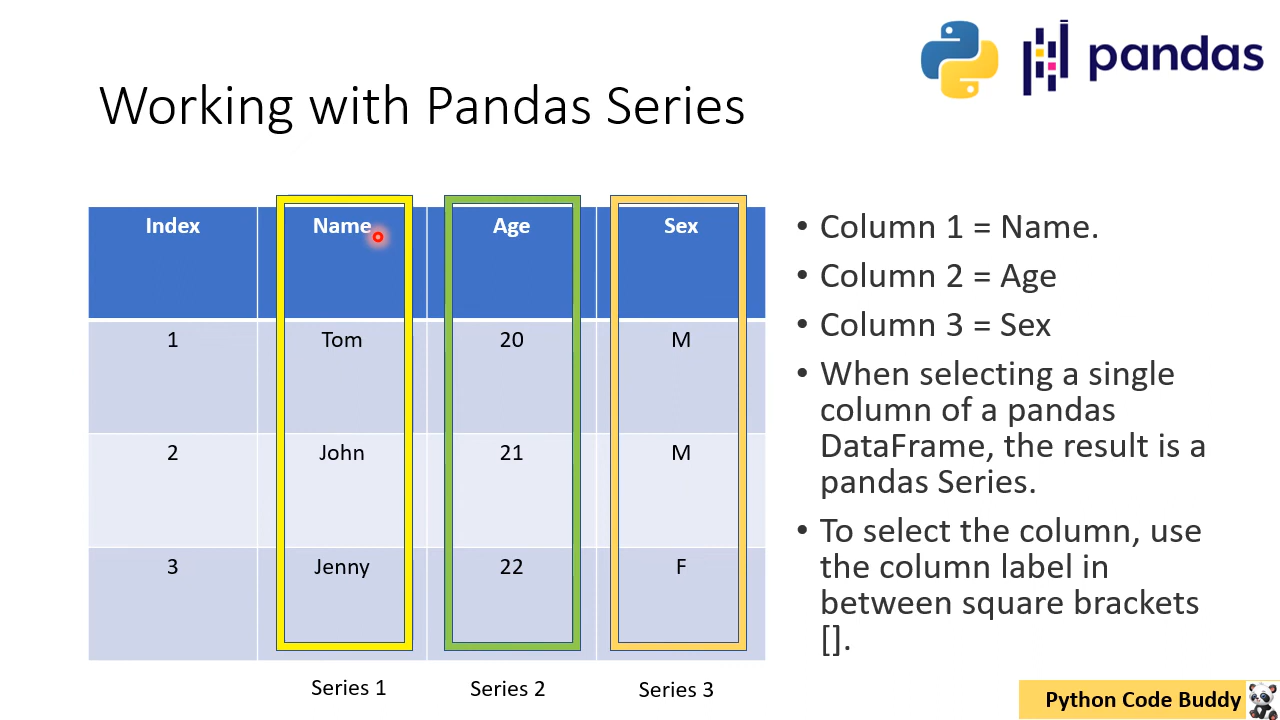 pandas
Working with Pandas Series
Index Name Age Sex
1 Tom 20 M
2 John 21 M
3 Jenny 22 F
Series 1 Series 2 Series 3
• Column 1 = Name.
• Column 2 = Age
• Column 3 = Sex
• When selecting a single
column of a pandas
DataFrame, the result is a
pandas Series.
• To select the column, use
the column label in
between square brackets
[].
Python Code Buddy